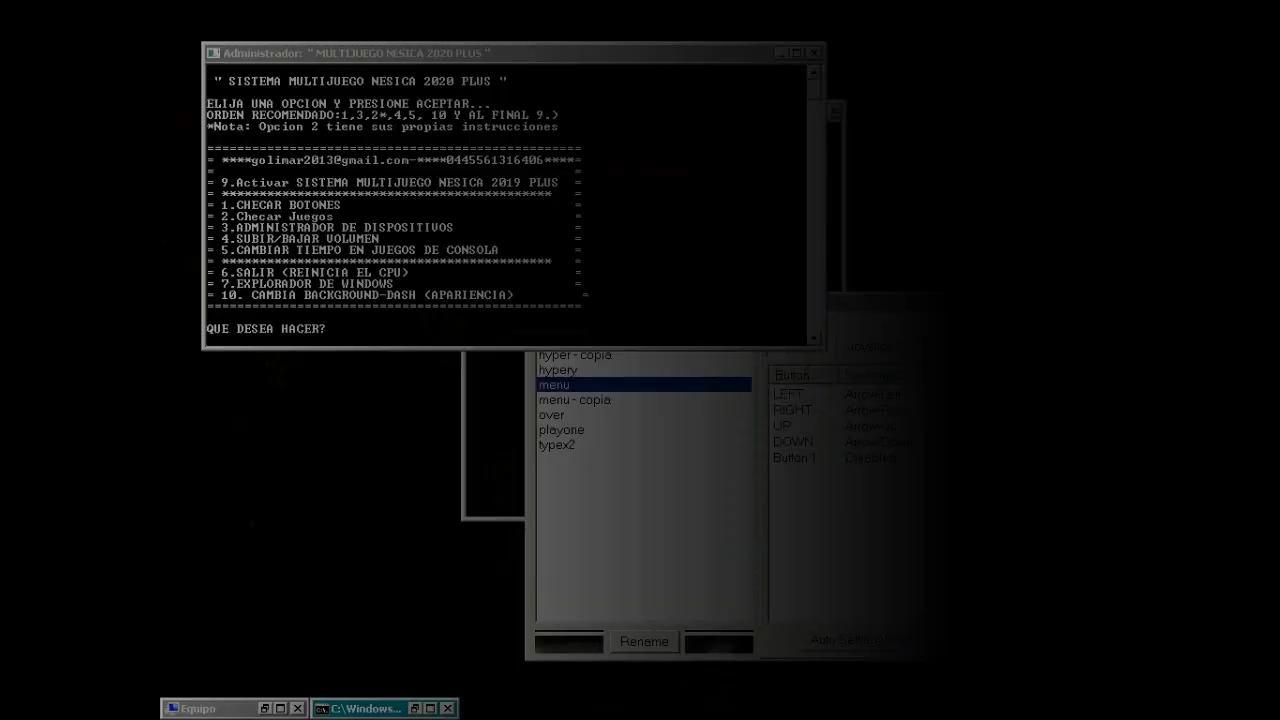 Administrador: " MULTIJUEGO NESICA 2020 PLUS "
" SISTEMA MULTIJUEGO NESICA 2020 PLUS "
ELIJA UNA OPCION Y PRESIONE ACEPTAR...
ORDEN RECOMENDADO:1,3,2*,4,5, 10 Y AL FINAL 9.>
*Nota: Opcion 2 tiene sus propias instrucciones
==================================================
= ****golimar2013@gmail.com-****0445561316406****=
=
= 9.Activar SISTEMA MULTIJUEGO NESICA 2019 PLUS =
= ******************************************** =
= 1.CHECAR BOTONES =
= 2.Checar Juegos =
= 3.ADMINISTRADOR DE DISPOSITIVOS =
= 4.SUBIR/BAJAR VOLUMEN =
= 5.CAMBIAR TIEMPO EN JUEGOS DE CONSOLA =
= ******************************************** =
= 6.SALIR <REINICIA EL CPU> =
= 7.EXPLORADOR DE WINDOWS =
= 10. CAMBIA BACKGROUND-DASH <APARIENCIA> =
==================================================
QUE DESEA HACER?
hyper - copia
hypery
menu
menu - copia
over
playone
typex2
Rename
Joystick
Button
LEFT
RIGHT
UP
DOWN ArrowDown
Button 1 Disabled
Equipo
C:\Windows...